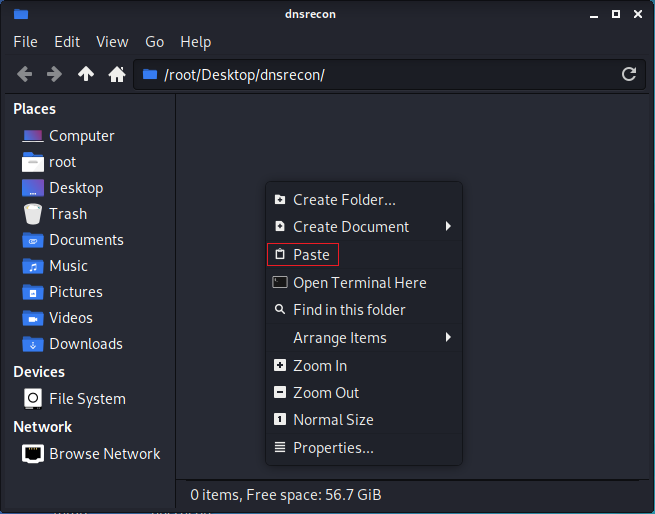 dnsrecon
File Edit View Go Help
/root/Desktop/dnsrecon/
Places
Computer
root
Desktop
Trash
Documents
Music
Pictures
Videos
Downloads
Devices
File System
Network
Browse Network
Create Folder...
Create Document
Paste
Open Terminal Here
Find in this folder
Arrange Items
Zoom In
Zoom Out
Normal Size
Properties...
0 items, Free space: 56.7 GiB